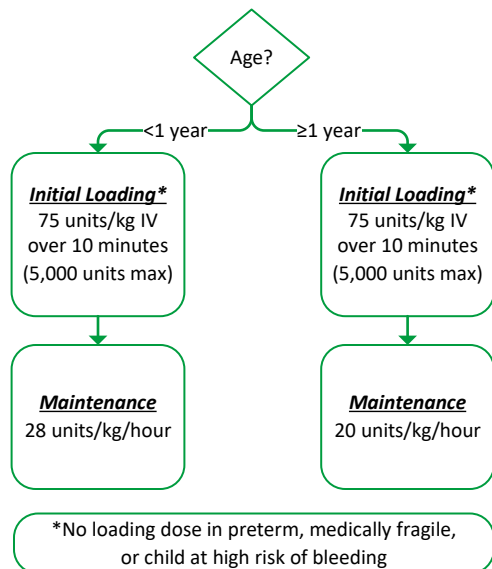 Age?
<1 year
≥1 year
Initial Loading*
75 units/kg IV
over 10 minutes
(5,000 units max)
Initial Loading*
75 units/kg IV
over 10 minutes
(5,000 units max)
Maintenance
28 units/kg/hour
Maintenance
20 units/kg/hour
*No loading dose in preterm, medically fragile,
or child at high risk of bleeding